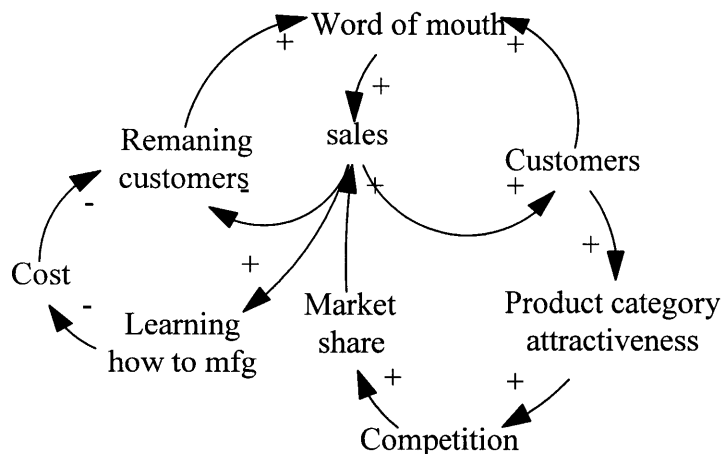 Word of mouth
+
+
+
Remaning
customers
sales
Customers
-
+
+
-
+
+
Cost
-
Learning
how to mfg
Market
share
Product category
attractiveness
+
+
Competition